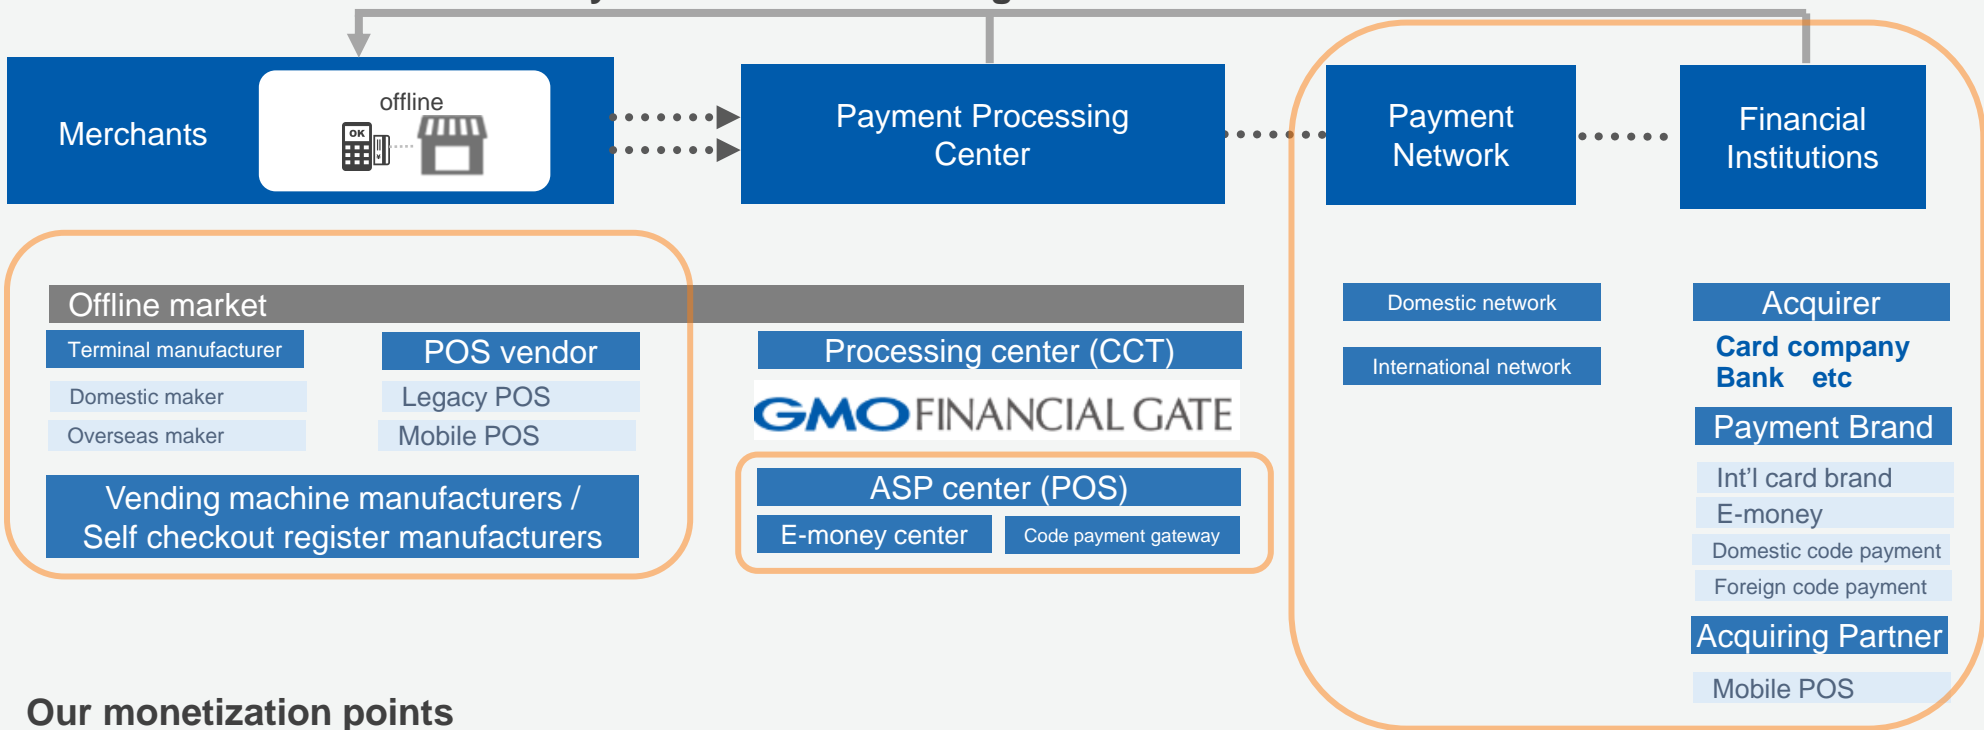 Merchants
offline
OK
Payment Processing
Center
Payment
Network
Financial
Institutions
Offline market
Terminal manufacturer
Domestic maker
Overseas maker
POS vendor
Legacy POS
Mobile POS
Vending machine manufacturers /
Self checkout register manufacturers
Processing center (CCT)
GMO FINANCIAL GATE
ASP center (POS)
E-money center
Code payment gateway
Domestic network
International network
Acquirer
Card company
Bank etc
Payment Brand
Int'l card brand
E-money
Domestic code payment
Foreign code payment
Acquiring Partner
Mobile POS
Our monetization points